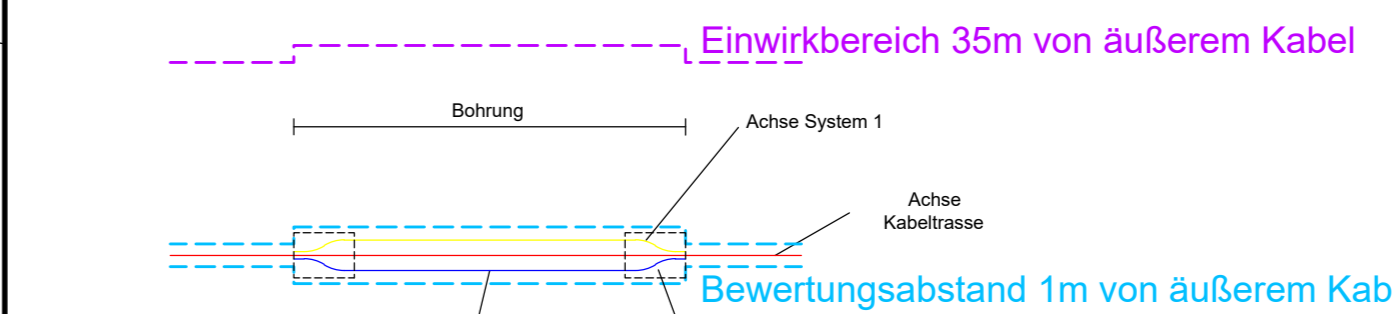 Einwirkbereich 35m von äußerem Kabel
Bohrung
Achse System 1
Achse
Kabeltrasse
Bewertungsabstand 1m von äußerem Kab